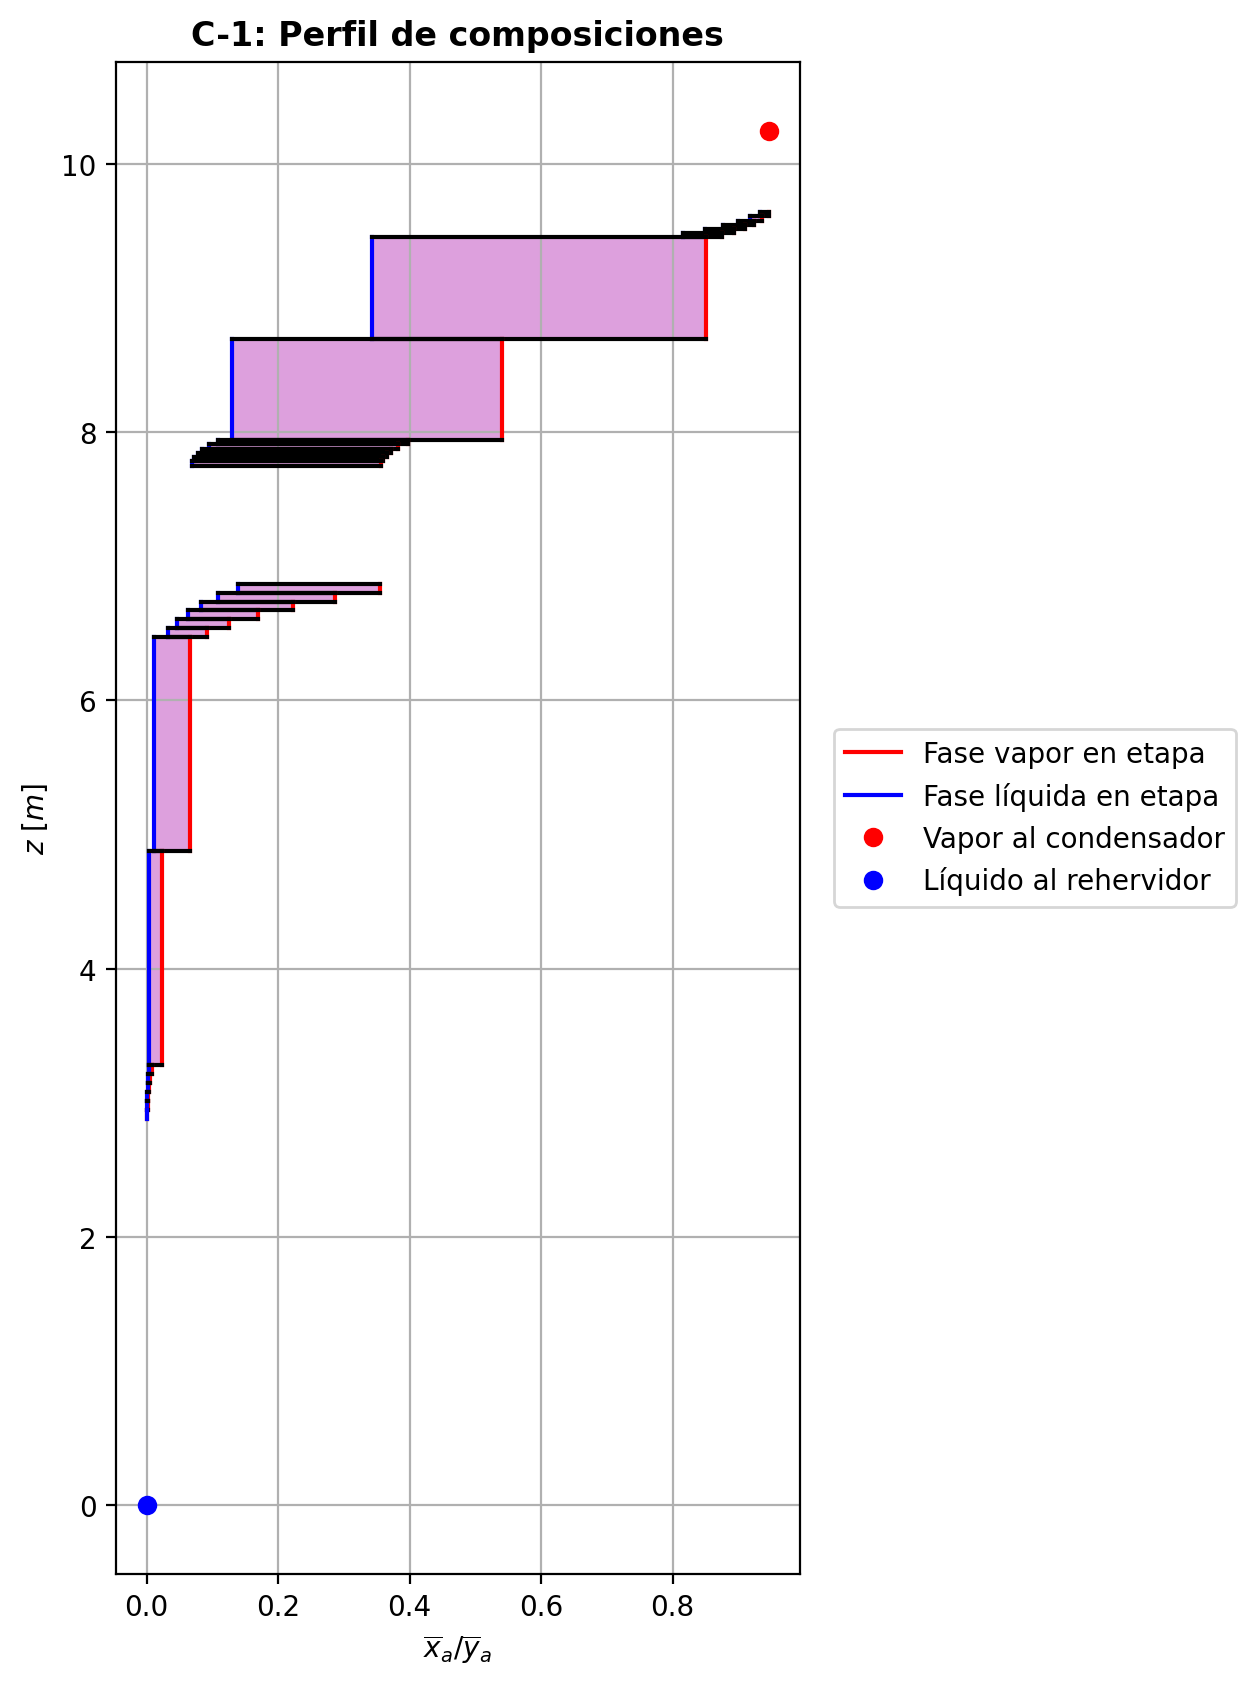 C-1: Perfil de composiciones
10
8
6
4
2
0
z [m]
0.0 0.2 0.4 0.6 0.8
x̅ₐ/y̅ₐ
Fase vapor en etapa
Fase líquida en etapa
Vapor al condensador
Líquido al rehervidor